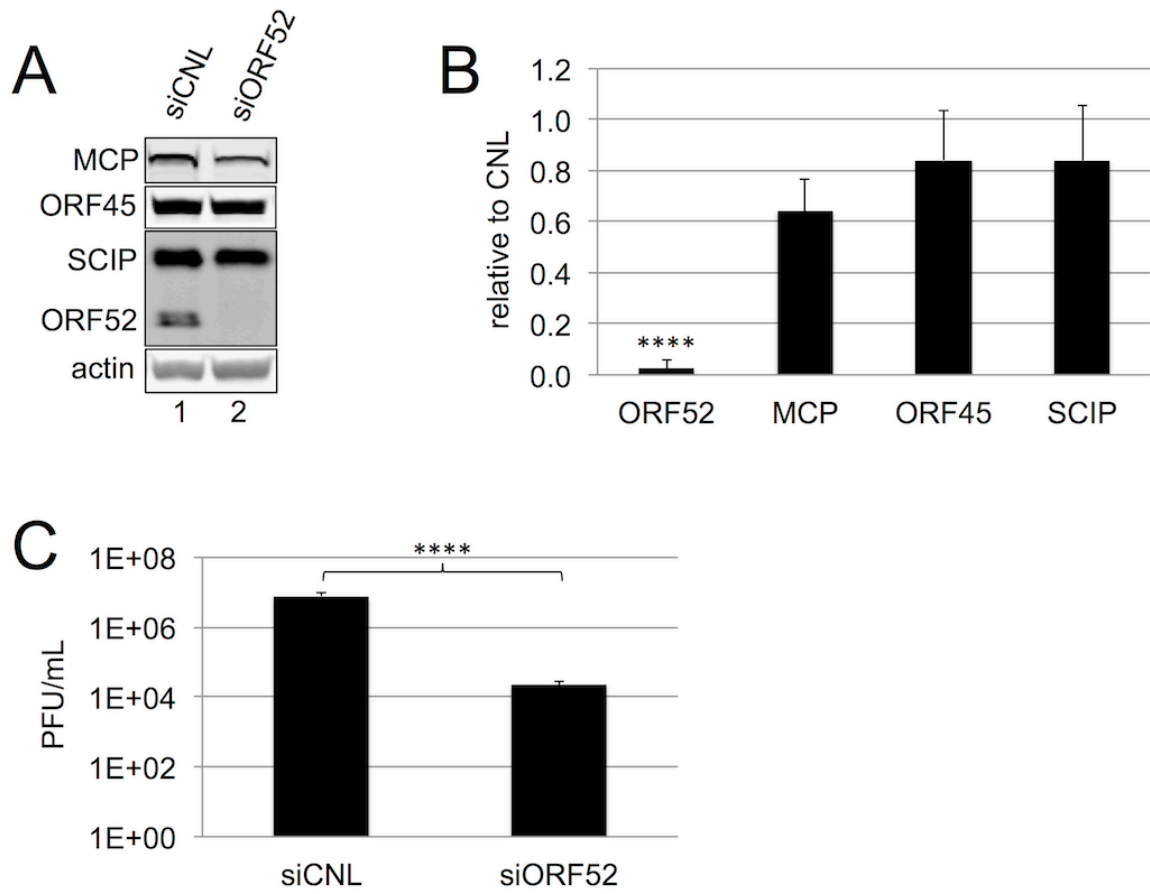 A
siCNL
siORF52
MCP
ORF45
SCIP
ORF52
actin
1 2
B
relative to CNL
1.2
1.0
0.8
0.6
0.4
0.2
0.0
****
ORF52 MCP ORF45 SCIP
C
PFU/mL
1E+08
1E+06
1E+04
1E+02
1E+00
****
siCNL siORF52